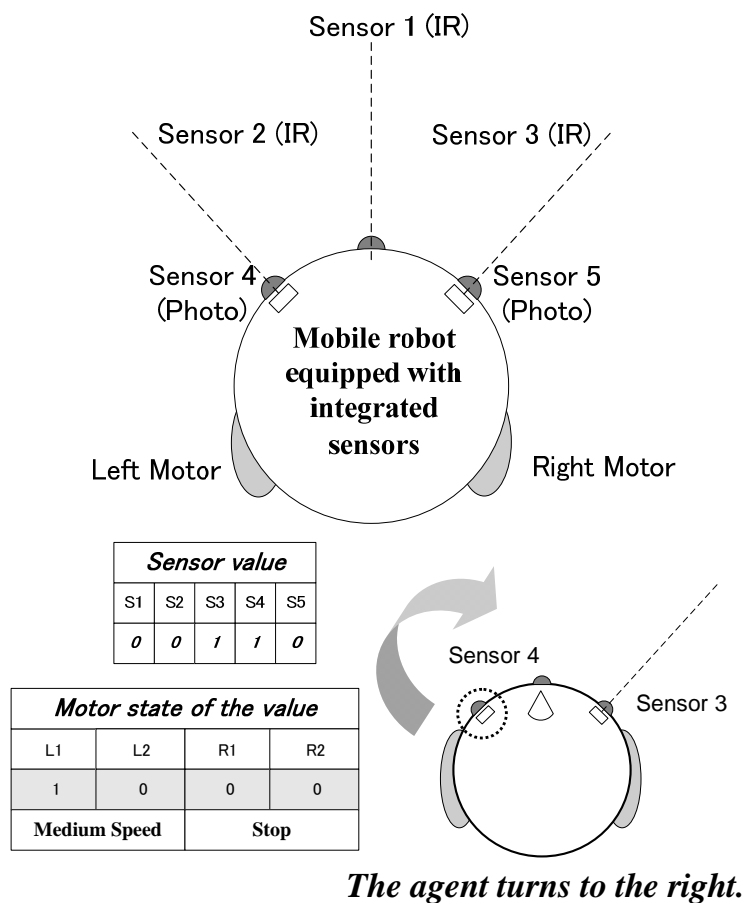 Sensor 1 (IR)
Sensor 2 (IR)
Sensor 3 (IR)
Sensor 4
(Photo)
Sensor 5
(Photo)
Mobile robot
equipped with
integrated
sensors
Left Motor
Right Motor
Sensor value
S1 S2 S3 S4 S5
0 0 1 1 0
Motor state of the value
L1 L2 R1 R2
1 0 0 0
Medium Speed Stop
Sensor 4
Sensor 3
The agent turns to the right.